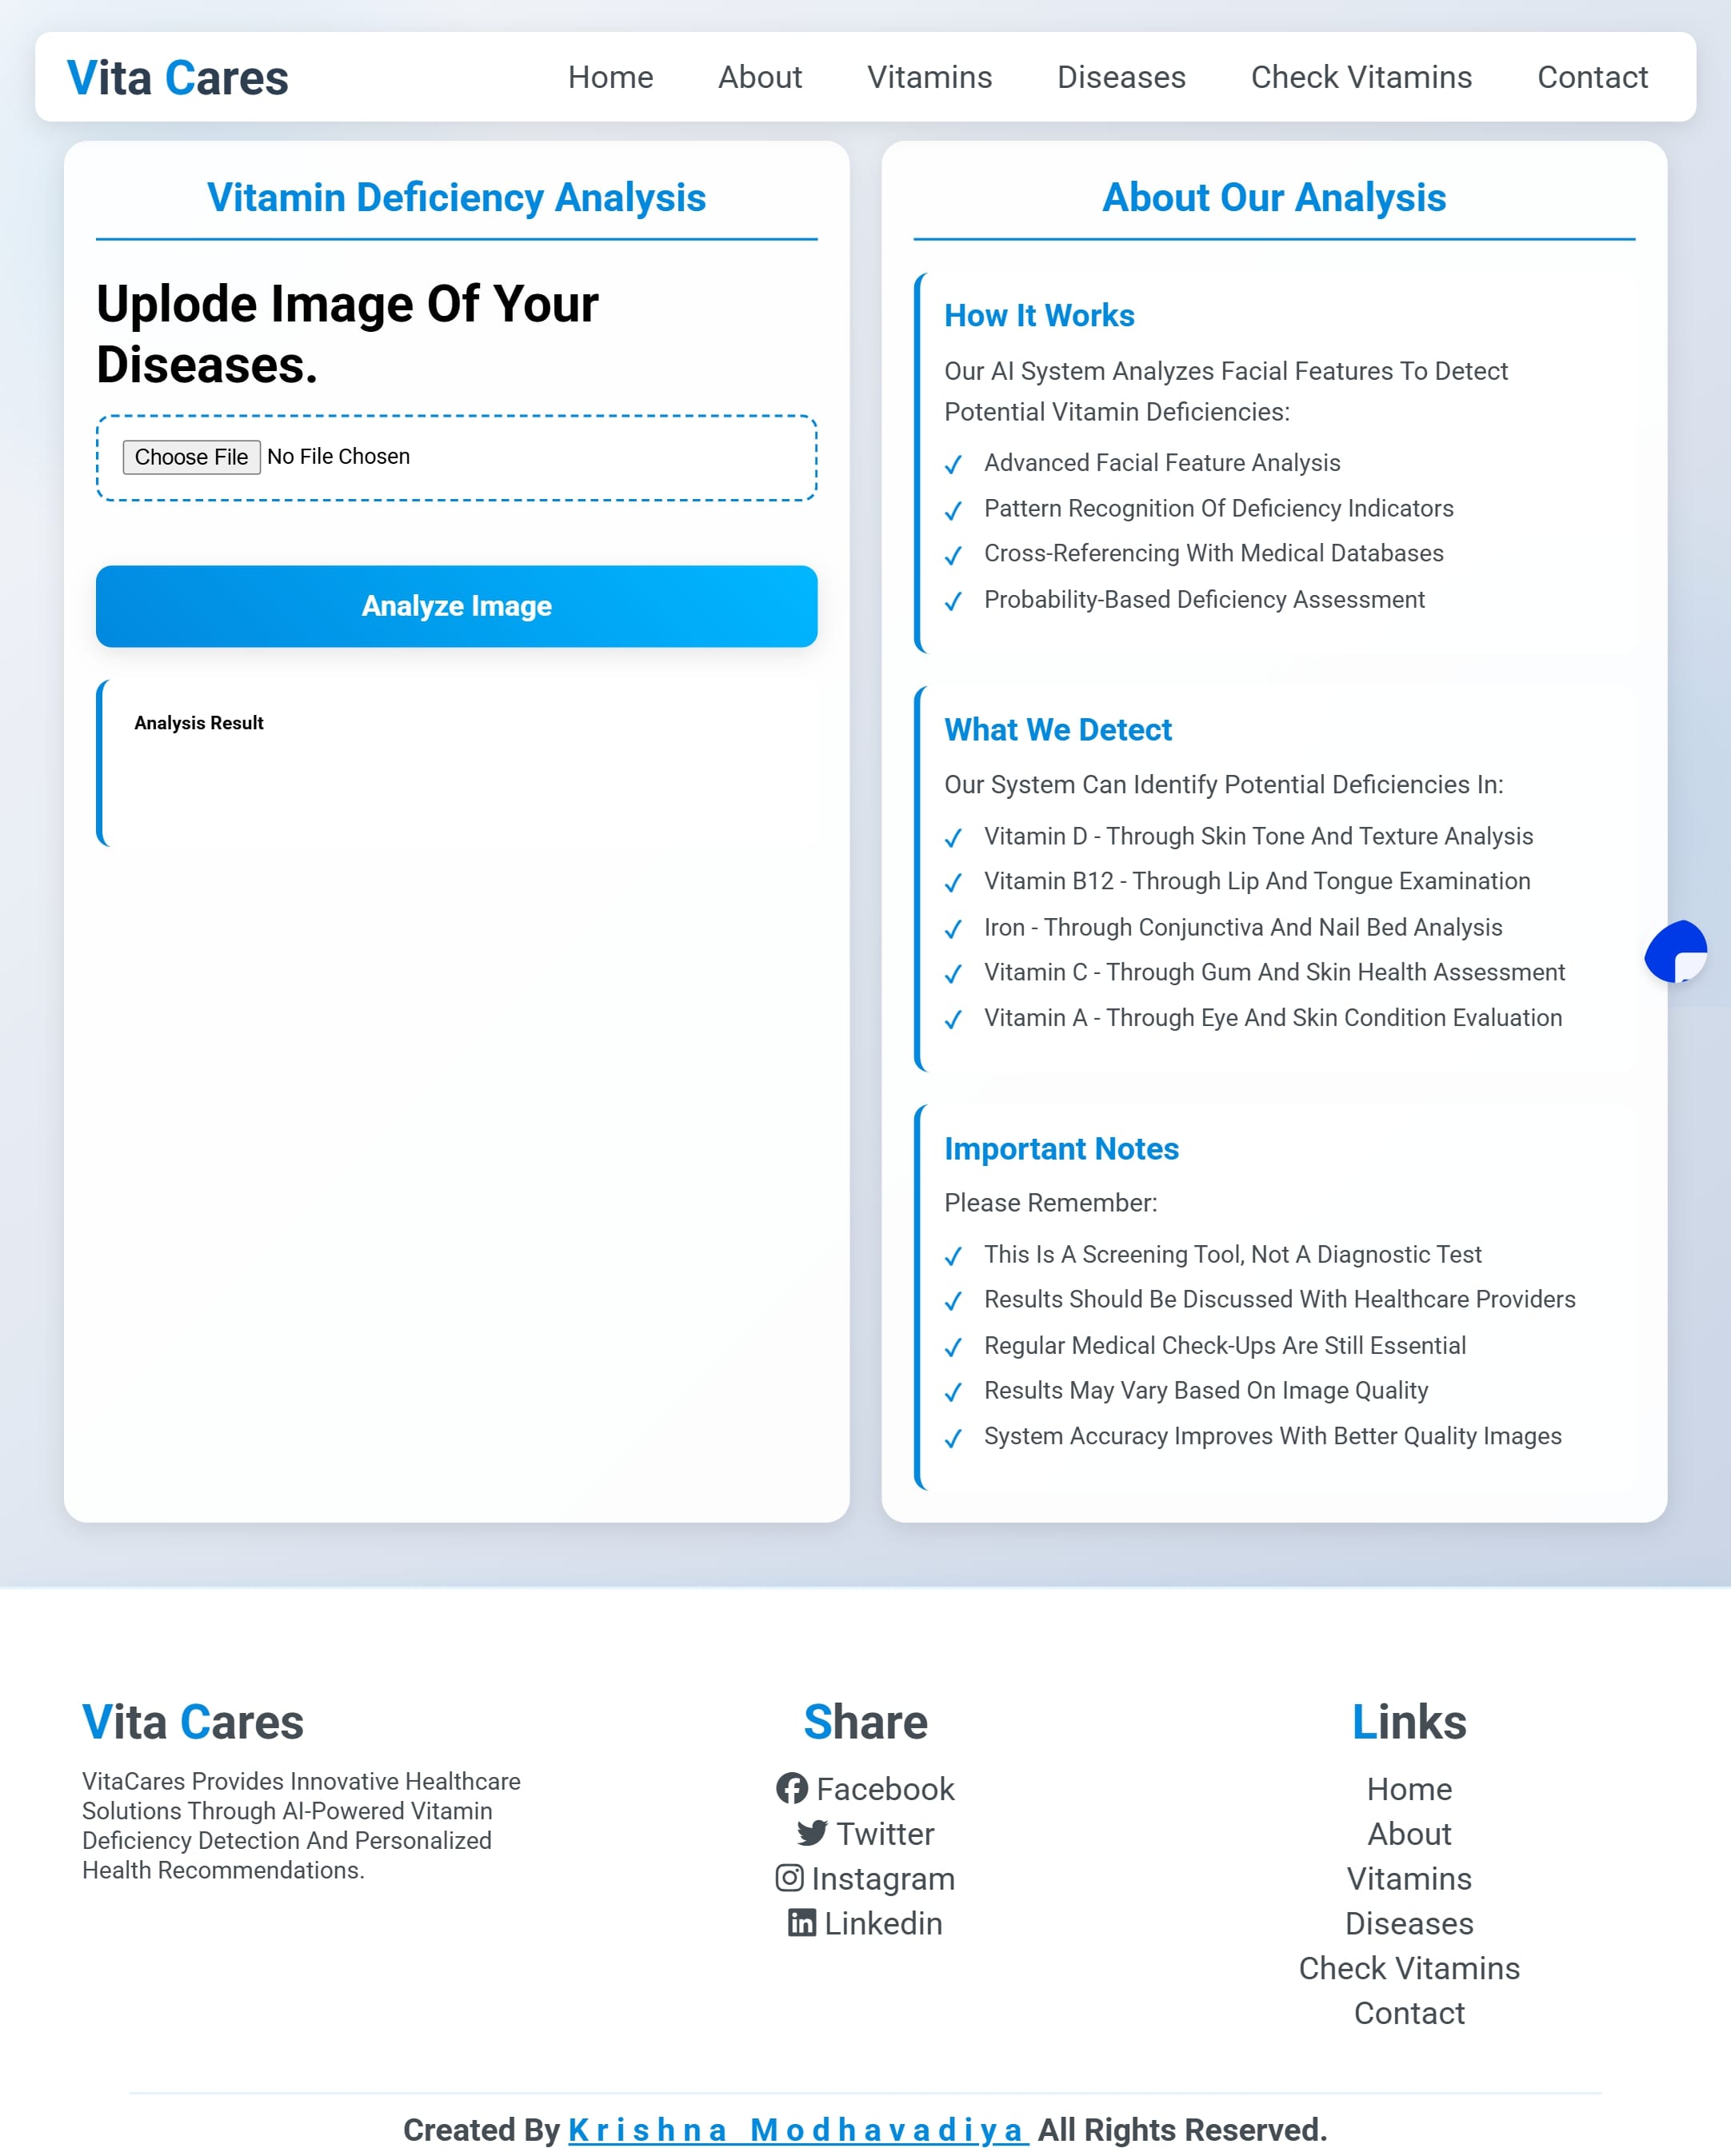 Vita Cares
Home About Vitamins Diseases Check Vitamins Contact
Vitamin Deficiency Analysis
Uplode Image Of Your
Diseases.
Choose File No File Chosen
Analyze Image
Analysis Result
About Our Analysis
How It Works
Our AI System Analyzes Facial Features To Detect
Potential Vitamin Deficiencies:
✓ Advanced Facial Feature Analysis
✓ Pattern Recognition Of Deficiency Indicators
✓ Cross-Referencing With Medical Databases
✓ Probability-Based Deficiency Assessment
What We Detect
Our System Can Identify Potential Deficiencies In:
✓ Vitamin D - Through Skin Tone And Texture Analysis
✓ Vitamin B12 - Through Lip And Tongue Examination
✓ Iron - Through Conjunctiva And Nail Bed Analysis
✓ Vitamin C - Through Gum And Skin Health Assessment
✓ Vitamin A - Through Eye And Skin Condition Evaluation
Important Notes
Please Remember:
✓ This Is A Screening Tool, Not A Diagnostic Test
✓ Results Should Be Discussed With Healthcare Providers
✓ Regular Medical Check-Ups Are Still Essential
✓ Results May Vary Based On Image Quality
✓ System Accuracy Improves With Better Quality Images
Vita Cares
VitaCares Provides Innovative Healthcare
Solutions Through AI-Powered Vitamin
Deficiency Detection And Personalized
Health Recommendations.
Share
Facebook
Twitter
Instagram
Linkedin
Links
Home
About
Vitamins
Diseases
Check Vitamins
Contact
Created By Krishna Modhavadiya All Rights Reserved.